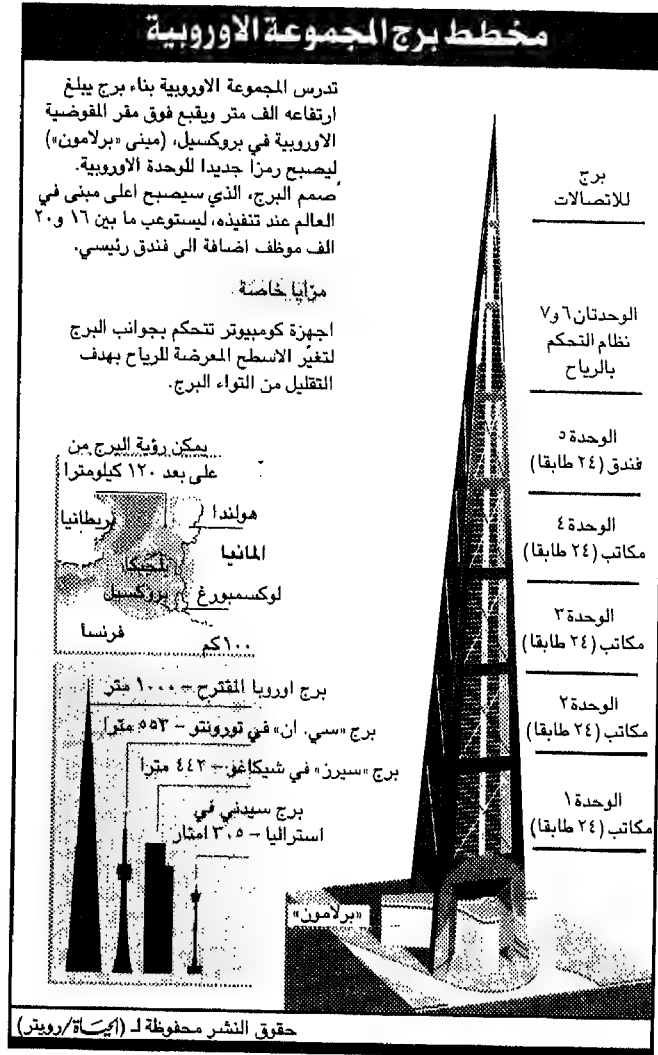 مخطط برج المجموعة الاوروبية
تدرس المجموعة الاوروبية بناء برج يبلغ
ارتفاعه الف متر ويقبع فوق مقر المفوضية
الاوروبية في بروكسيل، (مبنى «برلامون»)
ليصبح رمزاً جديدا للوحدة الاوروبية.
صمم البرج، الذي سيصبح اعلى مبنى في
العالم عند تنفيذه، ليستوعب ما بين ١٦ و٢٠
الف موظف اضافة الى فندق رئيسي.
مزايا خاصة
اجهزة كومبيوتر تتحكم بجوانب البرج
لتغيّر الاسطح المعرضة للرياح بهدف
التقليل من التواء البرج.
برج
للاتصالات
الوحدتان ٦ و٧
نظام التحكم
بالرياح
الوحدة ٥
فندق (٢٤ طابقا)
الوحدة ٤
مكاتب (٢٤ طابقا)
الوحدة ٣
مكاتب (٢٤ طابقا)
الوحدة ٢
مكاتب (٢٤ طابقا)
الوحدة ١
مكاتب (٢٤ طابقا)
يمكن رؤية البرج من
على بعد ١٢٠ كيلومترا
هولندا
بريطانيا
المانيا
بلجيكا
لوكسمبورغ
بروكسيل
فرنسا
١٠٠ كم
برج اوروبا المقترح – ١٠٠٠ متر
برج «سي. ان» في تورونتو – ٥٥٣ مترا
برج «سيرز» في شيكاغو – ٤٤٢ مترا
برج سيدني في
استراليا – ٣٠٥ امتار
«برلامون»
حقوق النشر محفوظة لـ (الحياة/رويتر)